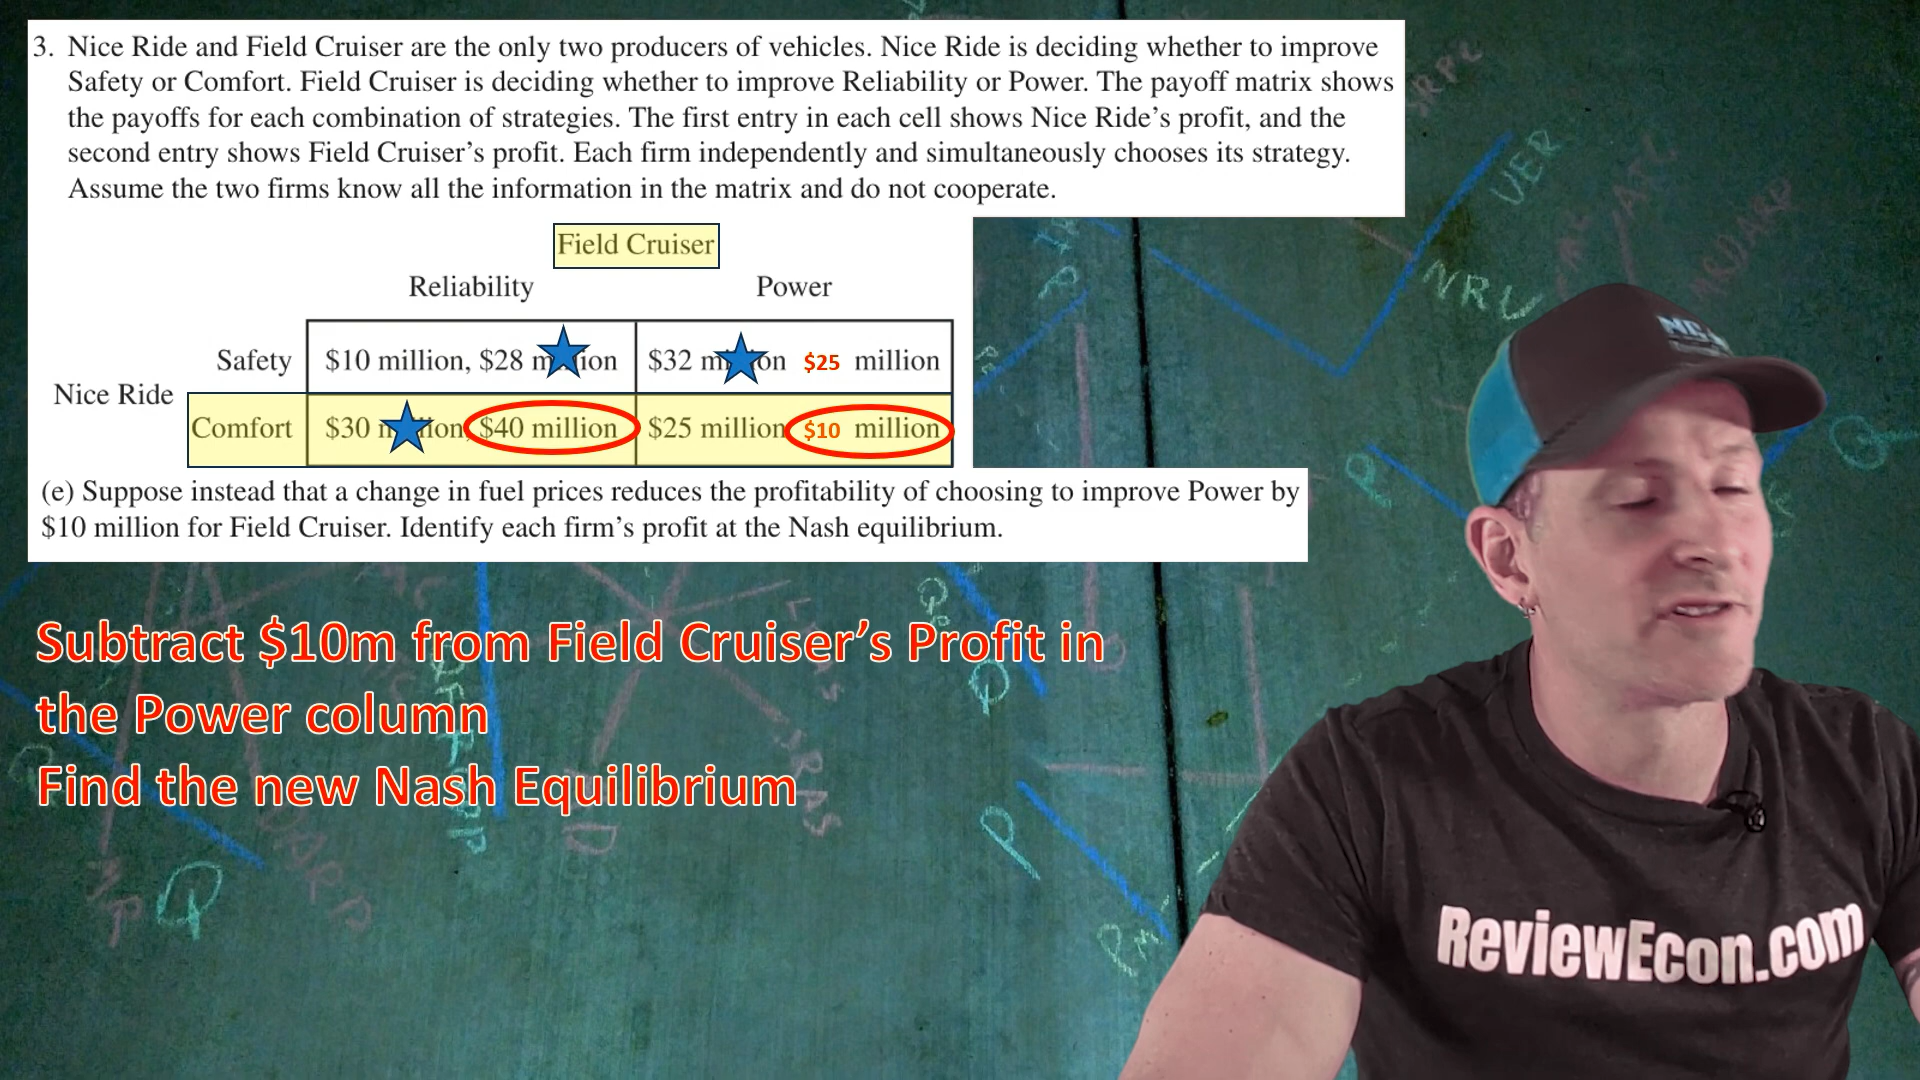 3. Nice Ride and Field Cruiser are the only two producers of vehicles. Nice Ride is deciding whether to improve
Safety or Comfort. Field Cruiser is deciding whether to improve Reliability or Power. The payoff matrix shows
the payoffs for each combination of strategies. The first entry in each cell shows Nice Ride’s profit, and the
second entry shows Field Cruiser’s profit. Each firm independently and simultaneously chooses its strategy.
Assume the two firms know all the information in the matrix and do not cooperate.
Field Cruiser
Reliability Power
Safety $10 million, $28 $32 $25 million
Nice Ride
Comfort $30 $40 million $25 million $10 million
(e) Suppose instead that a change in fuel prices reduces the profitability of choosing to improve Power by
$10 million for Field Cruiser. Identify each firm’s profit at the Nash equilibrium.
Subtract $10m from Field Cruiser’s Profit in
the Power column
Find the new Nash Equilibrium
ReviewEcon.com
VER
NRU
P
Q
Q
P
Q